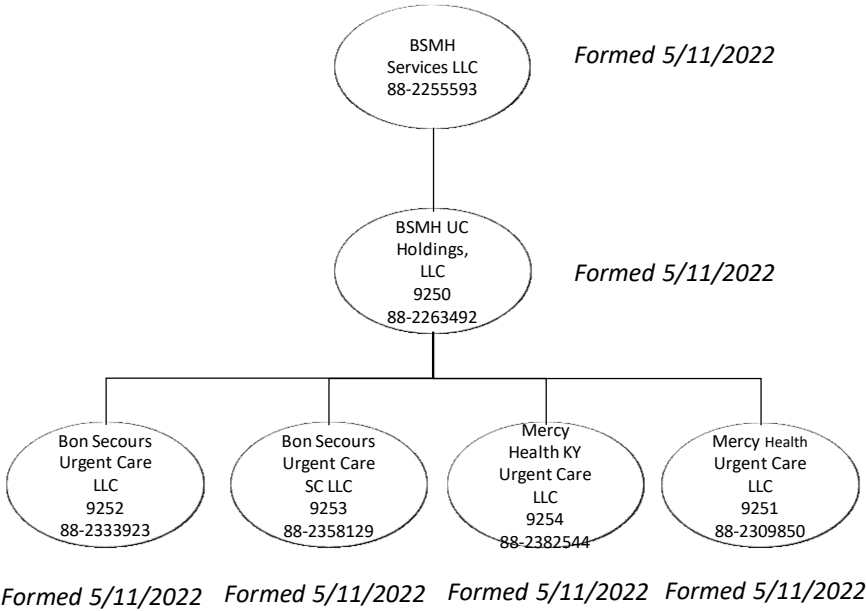 BSMH
Services LLC
88-2255593
Formed 5/11/2022
BSMH UC
Holdings,
LLC
9250
88-2263492
Formed 5/11/2022
Bon Secours
Urgent Care
LLC
9252
88-2333923
Bon Secours
Urgent Care
SC LLC
9253
88-2358129
Mercy
Health KY
Urgent Care
LLC
9254
88-2382544
Mercy Health
Urgent Care
LLC
9251
88-2309850
Formed 5/11/2022
Formed 5/11/2022
Formed 5/11/2022
Formed 5/11/2022